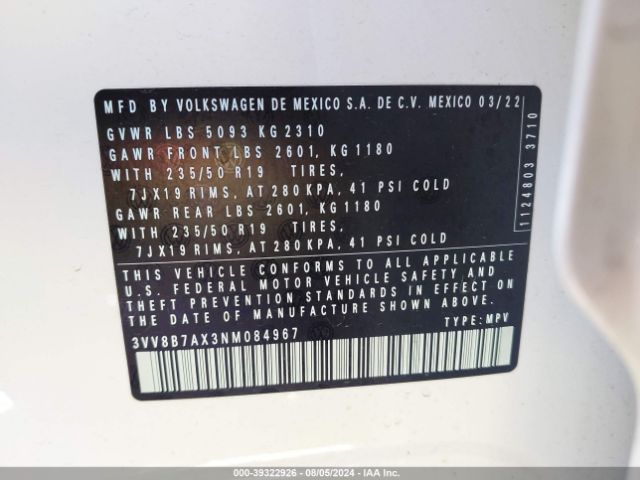 MFD BY VOLKSWAGEN DE MEXICO S.A. DE C.V. MEXICO 03/22
GVWR LBS 5093 KG 2310
GAWR FRONT LBS 2601, KG 1180
WITH 235/50 R19 TIRES,
7JX19 RIMS, AT 280 KPA, 41 PSI COLD
GAWR REAR LBS 2601, KG 1180
WITH 235/50 R19 TIRES,
7JX19 RIMS, AT 280 KPA, 41 PSI COLD
THIS VEHICLE CONFORMS TO ALL APPLICABLE
U.S. FEDERAL MOTOR VEHICLE SAFETY AND
THEFT PREVENTION STANDARDS IN EFFECT ON
THE DATE OF MANUFACTURE SHOWN ABOVE.
3VV8B7AX3NM084967 TYPE: MPV
1124803 3710
000-39322926 - 08/05/2024 - IAA Inc.